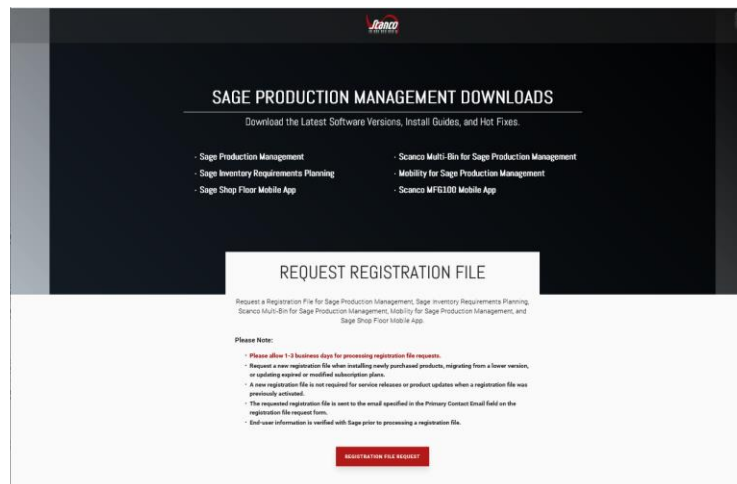 Scanco
SAGE PRODUCTION MANAGEMENT DOWNLOADS
Download the Latest Software Versions, Install Guides, and Hot Fixes.
- Sage Production Management
- Sage Inventory Requirements Planning
- Sage Shop Floor Mobile App
- Scanco Multi-Bin for Sage Production Management
- Mobility for Sage Production Management
- Scanco MFG100 Mobile App
REQUEST REGISTRATION FILE
Request a Registration File for Sage Production Management, Sage Inventory Requirements Planning,
Scanco Multi-Bin for Sage Production Management, Mobility for Sage Production Management, and
Sage Shop Floor Mobile App.
Please Note:
• Please allow 1-3 business days for processing registration file requests.
• Request a new registration file when installing newly purchased products, migrating from a lower version,
or updating expired or modified subscription plans.
• A new registration file is not required for service releases or product updates when a registration file was
previously activated.
• The requested registration file is sent to the email specified in the Primary Contact Email field on the
registration file request form.
• End-user information is verified with Sage prior to processing a registration file.
REGISTRATION FILE REQUEST